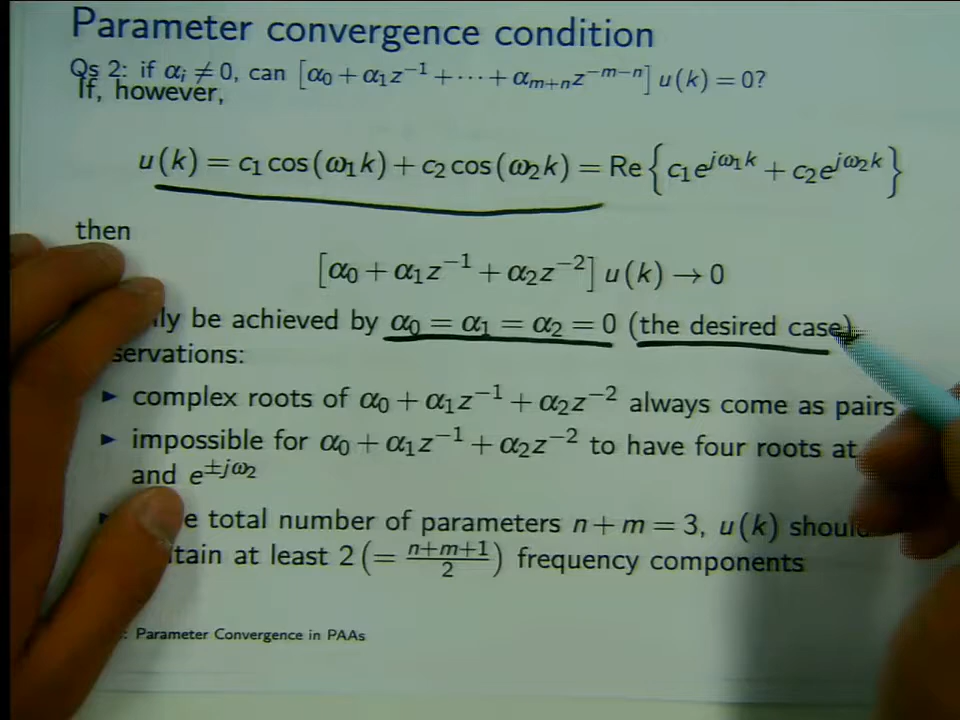 Parameter convergence condition
Qs 2: if αᵢ ≠ 0, can [α₀ + α₁z⁻¹ + ··· + αₘ₊ₙz⁻ᵐ⁻ⁿ] u(k) = 0?
If, however,
u(k) = c₁ cos(ω₁k) + c₂ cos(ω₂k) = Re {c₁e^{jω₁k} + c₂e^{jω₂k}}
then
[α₀ + α₁z⁻¹ + α₂z⁻²] u(k) → 0
be achieved by α₀ = α₁ = α₂ = 0 (the desired case)
servations:
▶ complex roots of α₀ + α₁z⁻¹ + α₂z⁻² always come as pairs
▶ impossible for α₀ + α₁z⁻¹ + α₂z⁻² to have four roots at
and e^{±jω₂}
e total number of parameters n + m = 3, u(k) shoul
tain at least 2 (= \frac{n+m+1}{2}) frequency components
: Parameter Convergence in PAAs